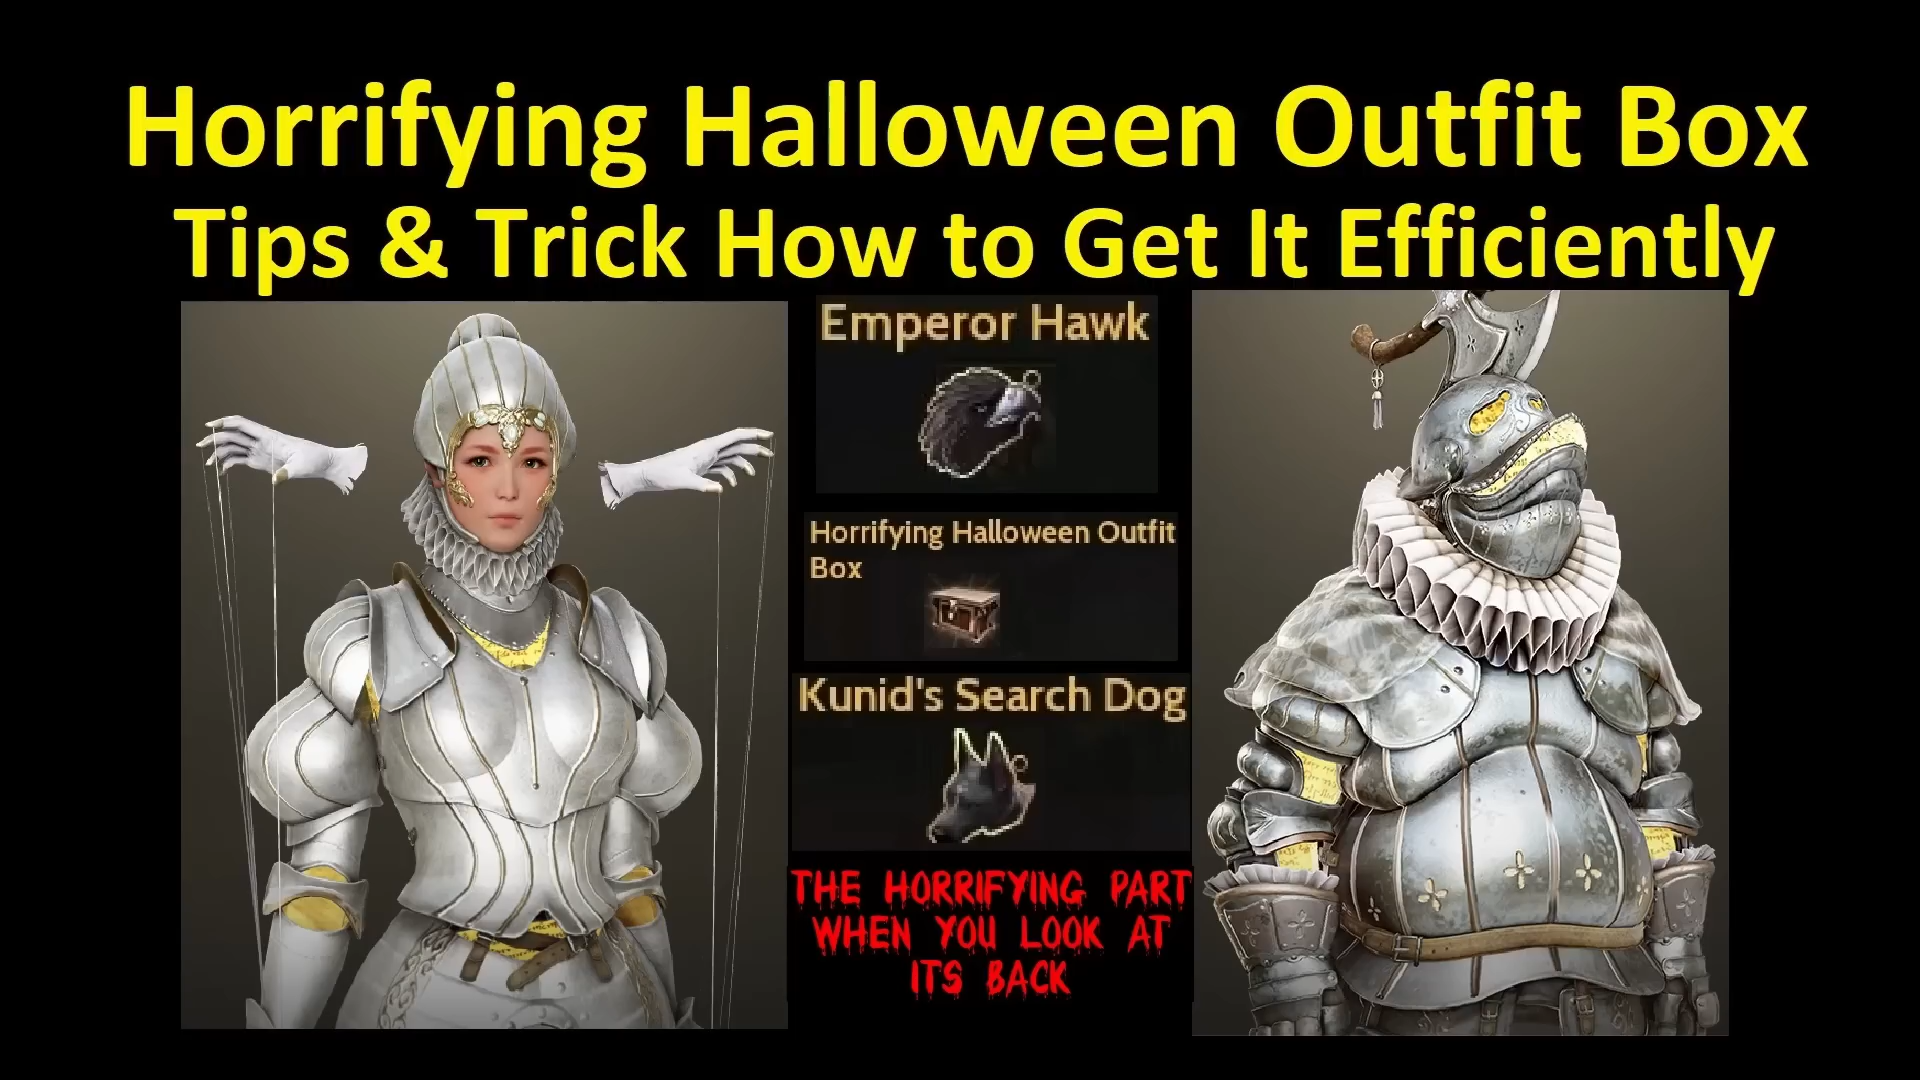 Horrifying Halloween Outfit Box
Tips & Trick How to Get It Efficiently
Emperor Hawk
Horrifying Halloween Outfit
Box
Kunid's Search Dog
THE HORRIFYING PART
WHEN YOU LOOK AT
ITS BACK